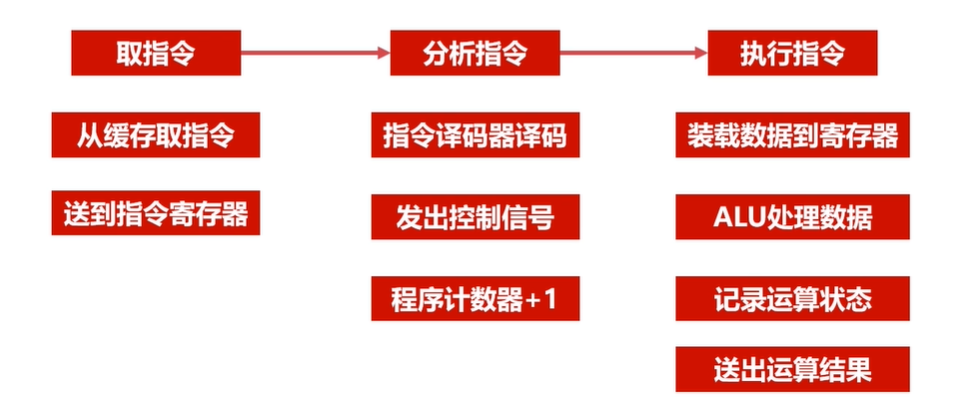 取指令
分析指令
执行指令
从缓存取指令
指令译码器译码
装载数据到寄存器
送到指令寄存器
发出控制信号
ALU处理数据
程序计数器+1
记录运算状态
送出运算结果